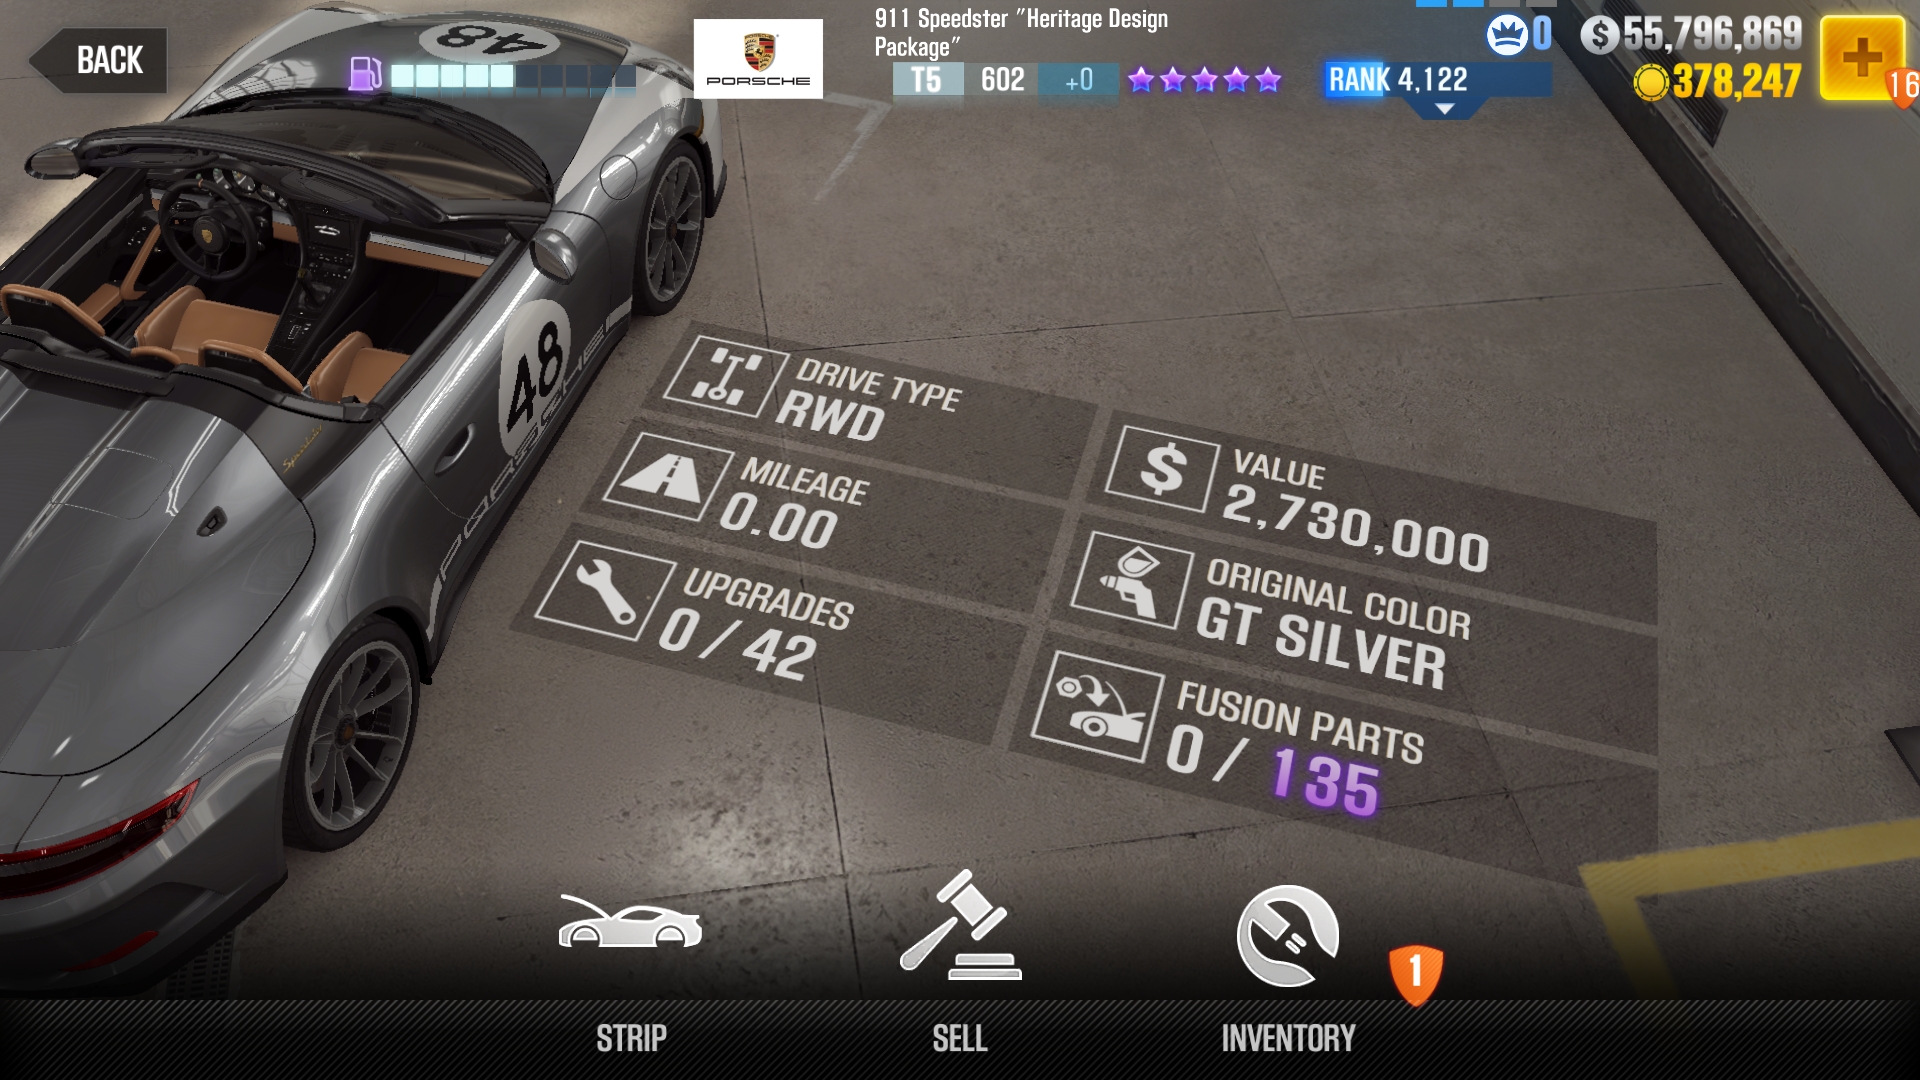 BACK
PORSCHE
911 Speedster "Heritage Design
Package"
T5 602 +0
RANK 4,122
0
$55,796,869
378,247
16
48
48
PORSCHE
Speedster
DRIVE TYPE
RWD
MILEAGE
0.00
UPGRADES
0/42
VALUE
2,730,000
ORIGINAL COLOR
GT SILVER
FUSION PARTS
0/135
STRIP
SELL
INVENTORY
1